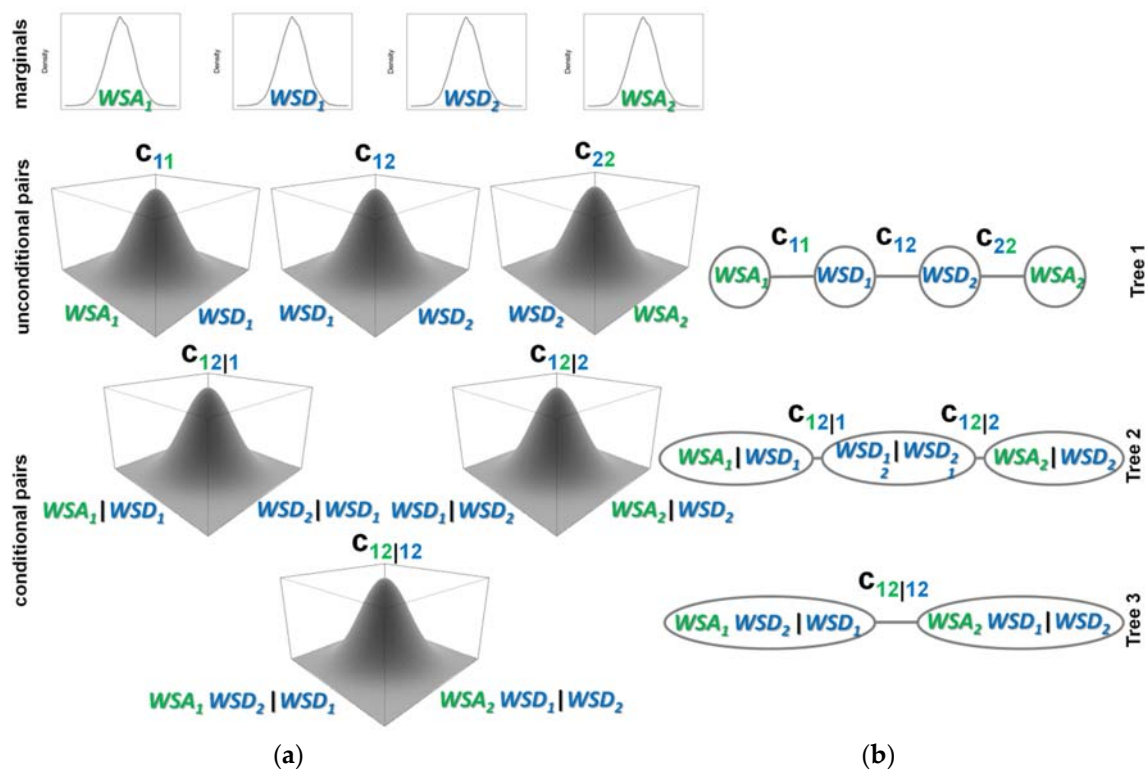 marginals
Density
WSA1
Density
WSD1
Density
WSD2
Density
WSA2
unconditional pairs
C11
WSA1
WSD1
C12
WSD1
WSD2
C22
WSD2
WSA2
conditional pairs
C12|1
WSA1|WSD1
WSD2|WSD1
C12|2
WSD1|WSD2
WSA2|WSD2
C12|12
WSA1 WSD2|WSD1
WSA2 WSD1|WSD2
(a)
C11 C12 C22
WSA1 WSD1 WSD2 WSA2
Tree 1
C12|1 C12|2
WSA1|WSD1 WSD1|WSD2 WSA2|WSD2
2 1
Tree 2
C12|12
WSA1 WSD2|WSD1 WSA2 WSD1|WSD2
Tree 3
(b)